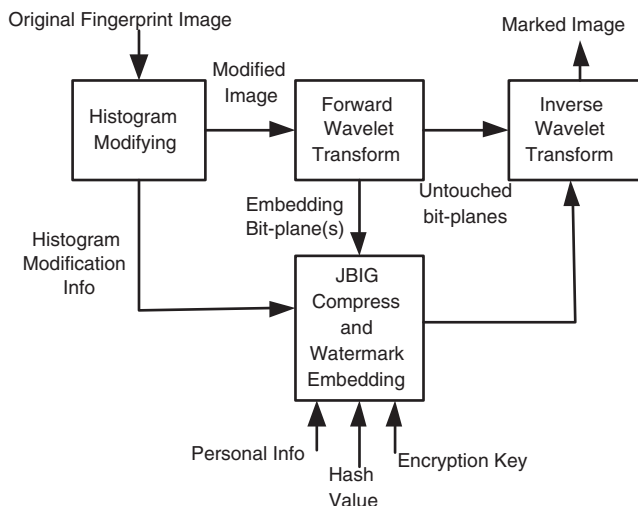 Original Fingerprint Image
Marked Image
Histogram
Modifying
Modified
Image
Forward
Wavelet
Transform
Inverse
Wavelet
Transform
Embedding
Bit-plane(s)
Untouched
bit-planes
Histogram
Modification
Info
JBIG
Compress
and
Watermark
Embedding
Personal Info
Hash
Value
Encryption Key